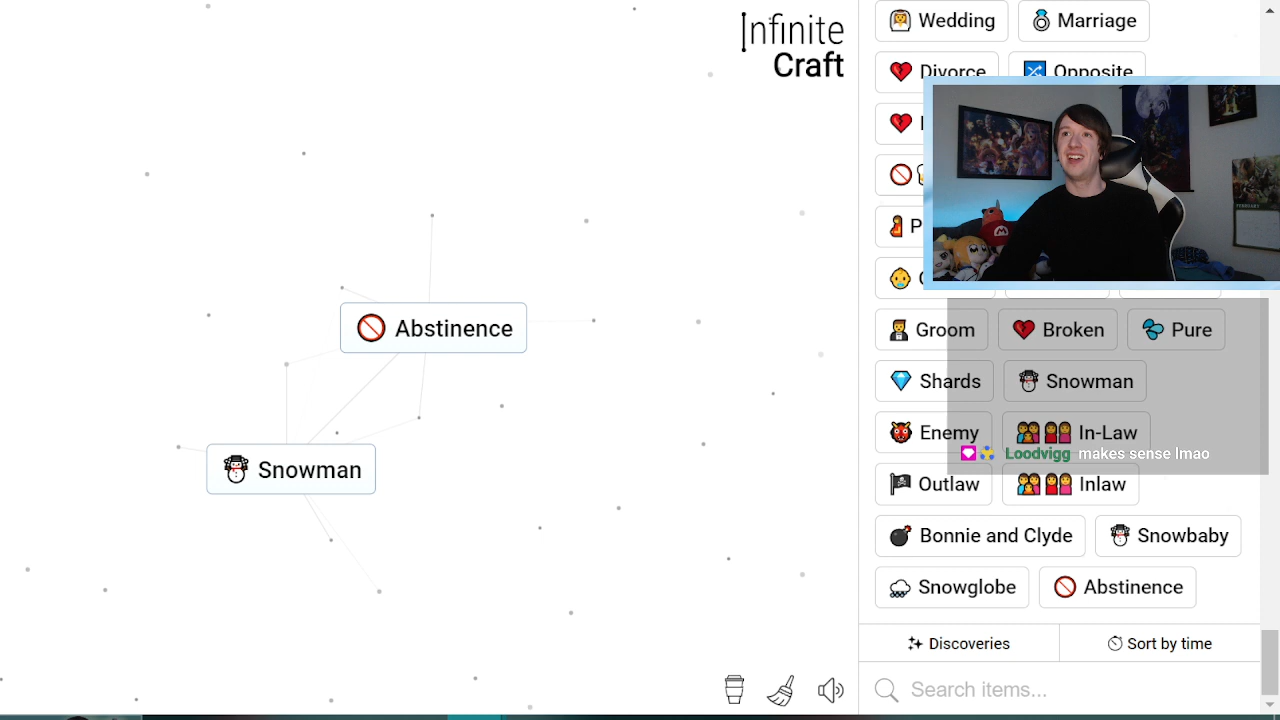 Infinite
Craft
Wedding
Marriage
Divorce
Opposite
Abstinence
Snowman
Groom
Broken
Pure
Shards
Snowman
Enemy
In-Law
Loodvigg makes sense lmao
Outlaw
Inlaw
Bonnie and Clyde
Snowbaby
Snowglobe
Abstinence
Discoveries
Sort by time
Search items...
FEBRUARY